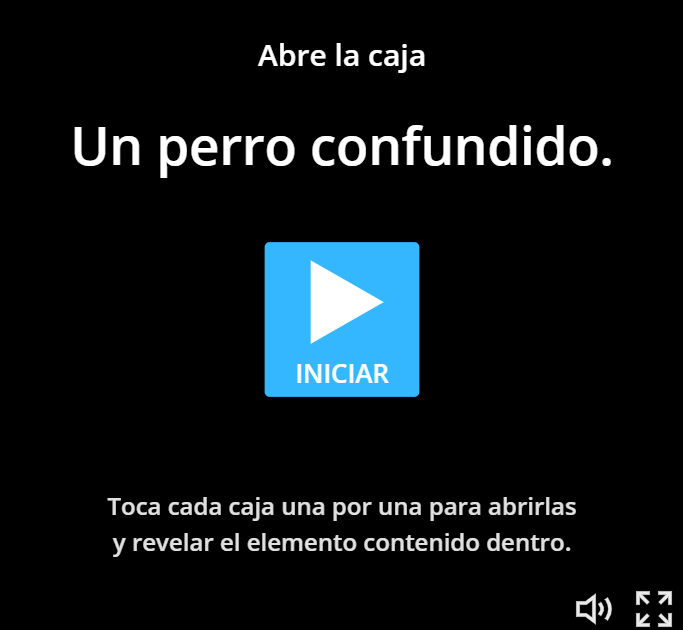 Abre la caja
Un perro confundido.
INICIAR
Toca cada caja una por una para abrirlas
y revelar el elemento contenido dentro.